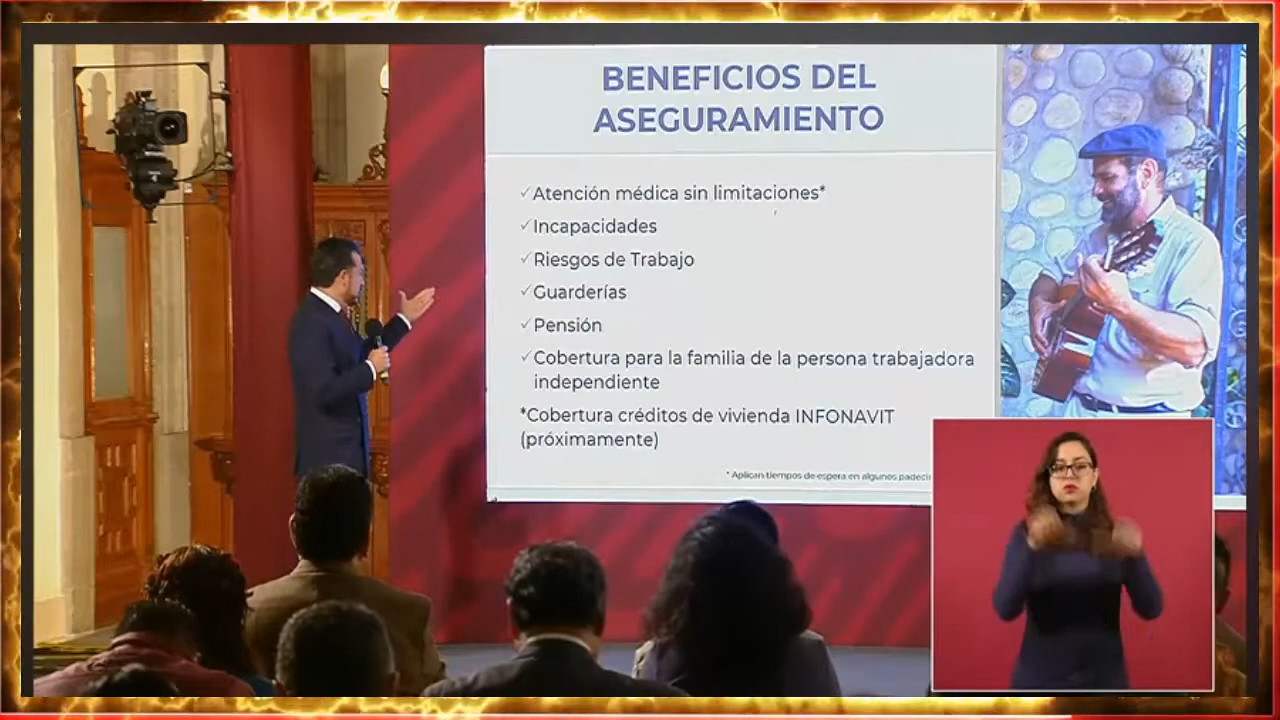 BENEFICIOS DEL
ASEGURAMIENTO
✓Atención médica sin limitaciones*
✓Incapacidades
✓Riesgos de Trabajo
✓Guarderías
✓Pensión
✓Cobertura para la familia de la persona trabajadora
independiente
*Cobertura créditos de vivienda INFONAVIT
(próximamente)
* Aplican tiempos de espera en algunos